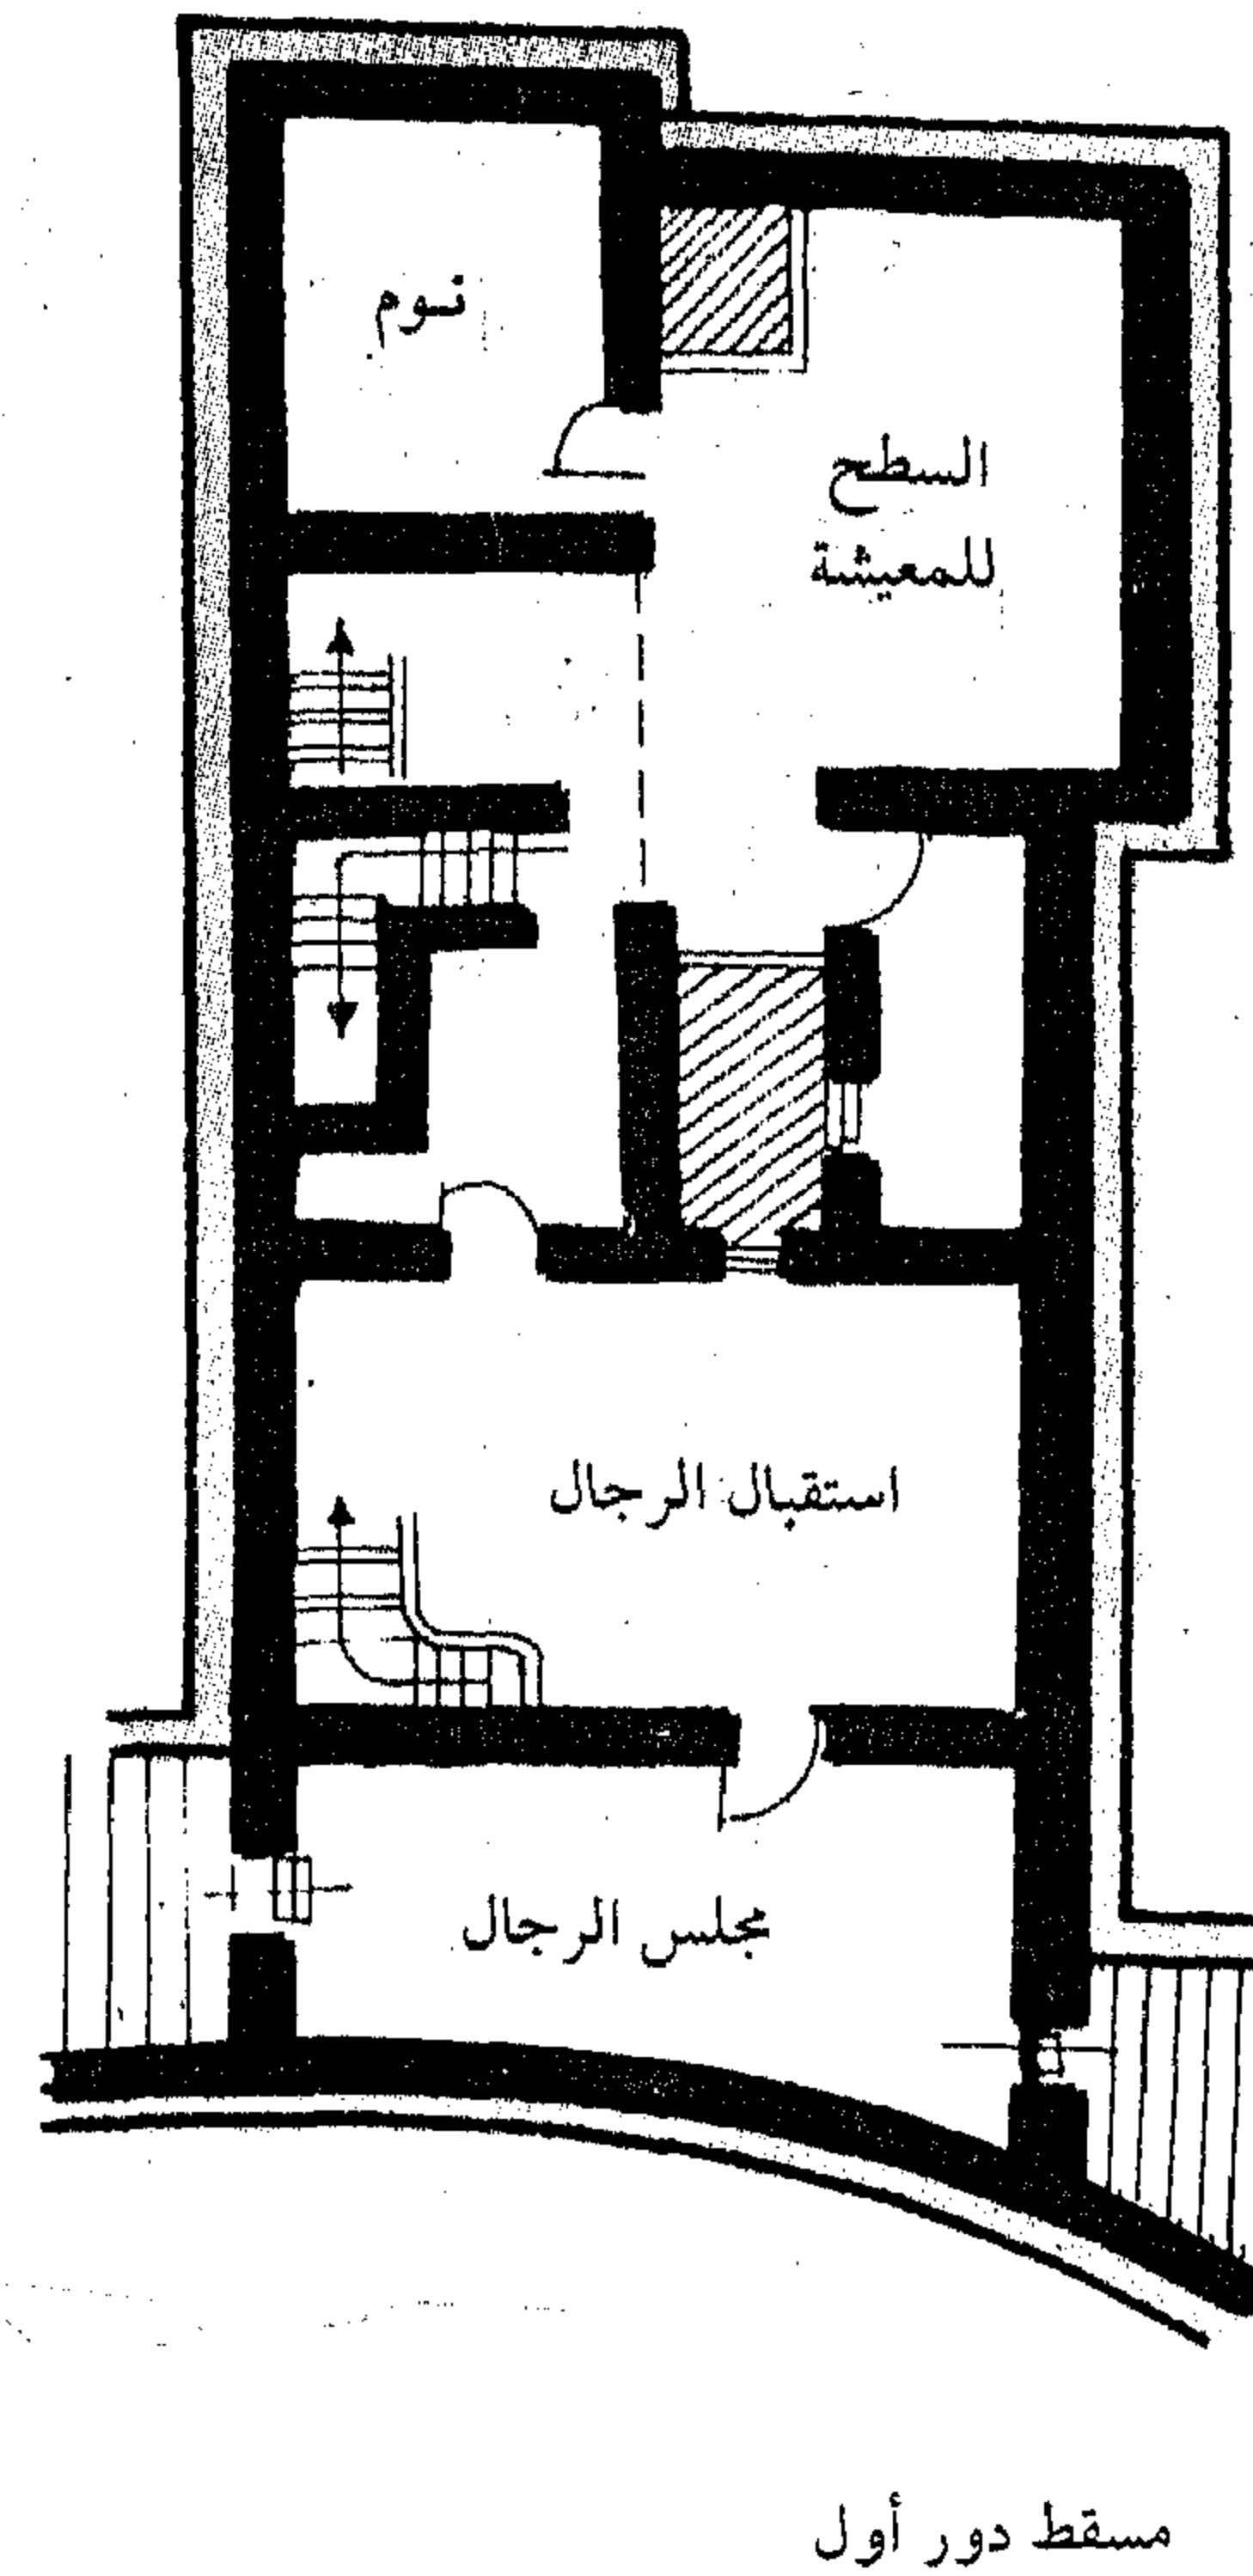 نوم
السطح
للمعيشة
استقبال الرجال
مجلس الرجال
مسقط دور أول